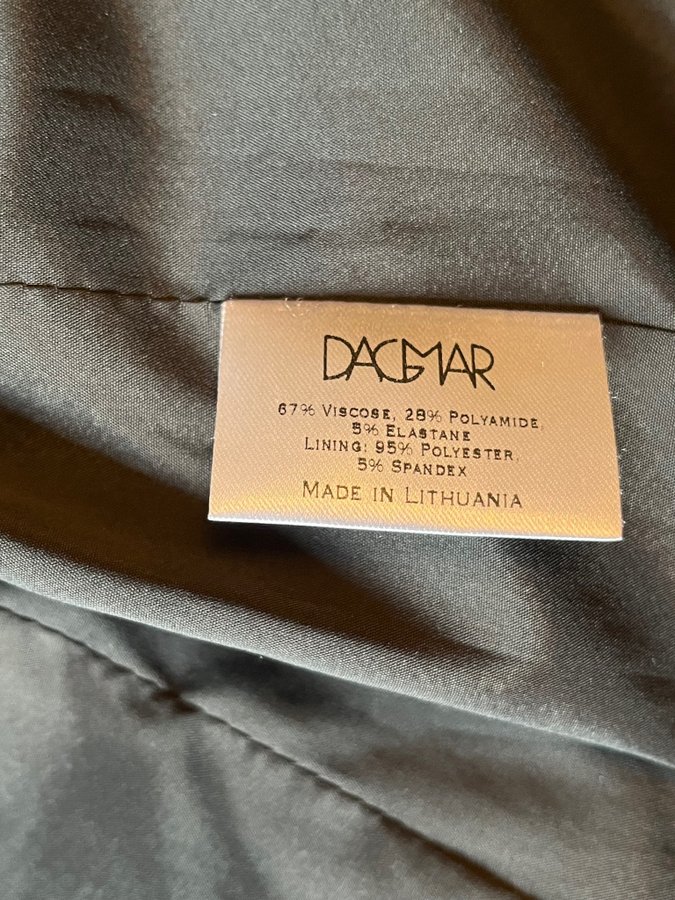 DAGMAR
67% Viscose, 28% Polyamide,
5% Elastane
Lining: 95% Polyester,
5% Spandex
Made in Lithuania